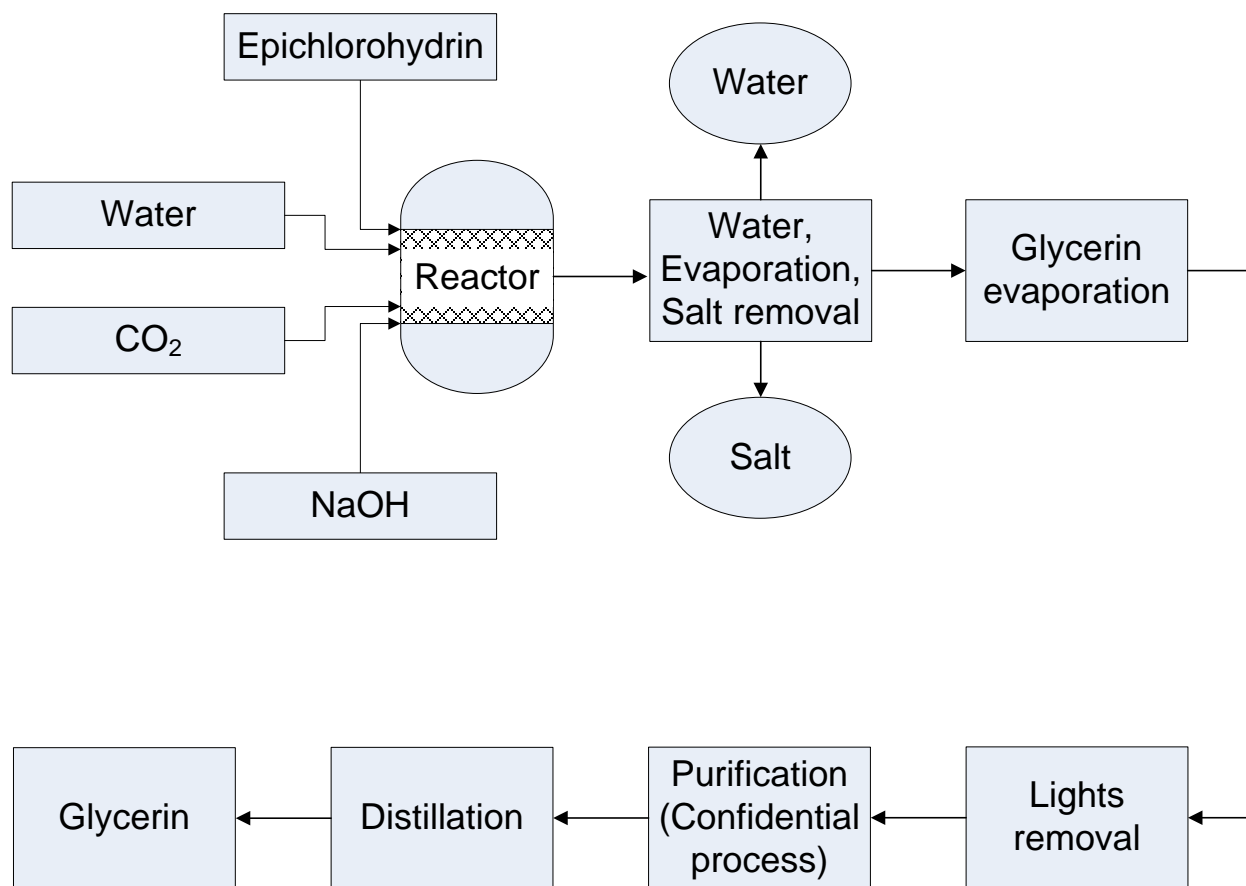 Epichlorohydrin
Water
Water
CO₂
Reactor
Water,
Evaporation,
Salt removal
Glycerin
evaporation
Salt
NaOH
Glycerin
Distillation
Purification
(Confidential
process)
Lights
removal